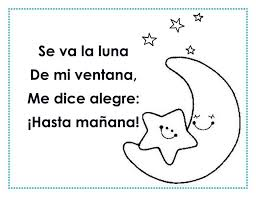 Se va la luna
De mi ventana,
Me dice alegre:
¡Hasta mañana!